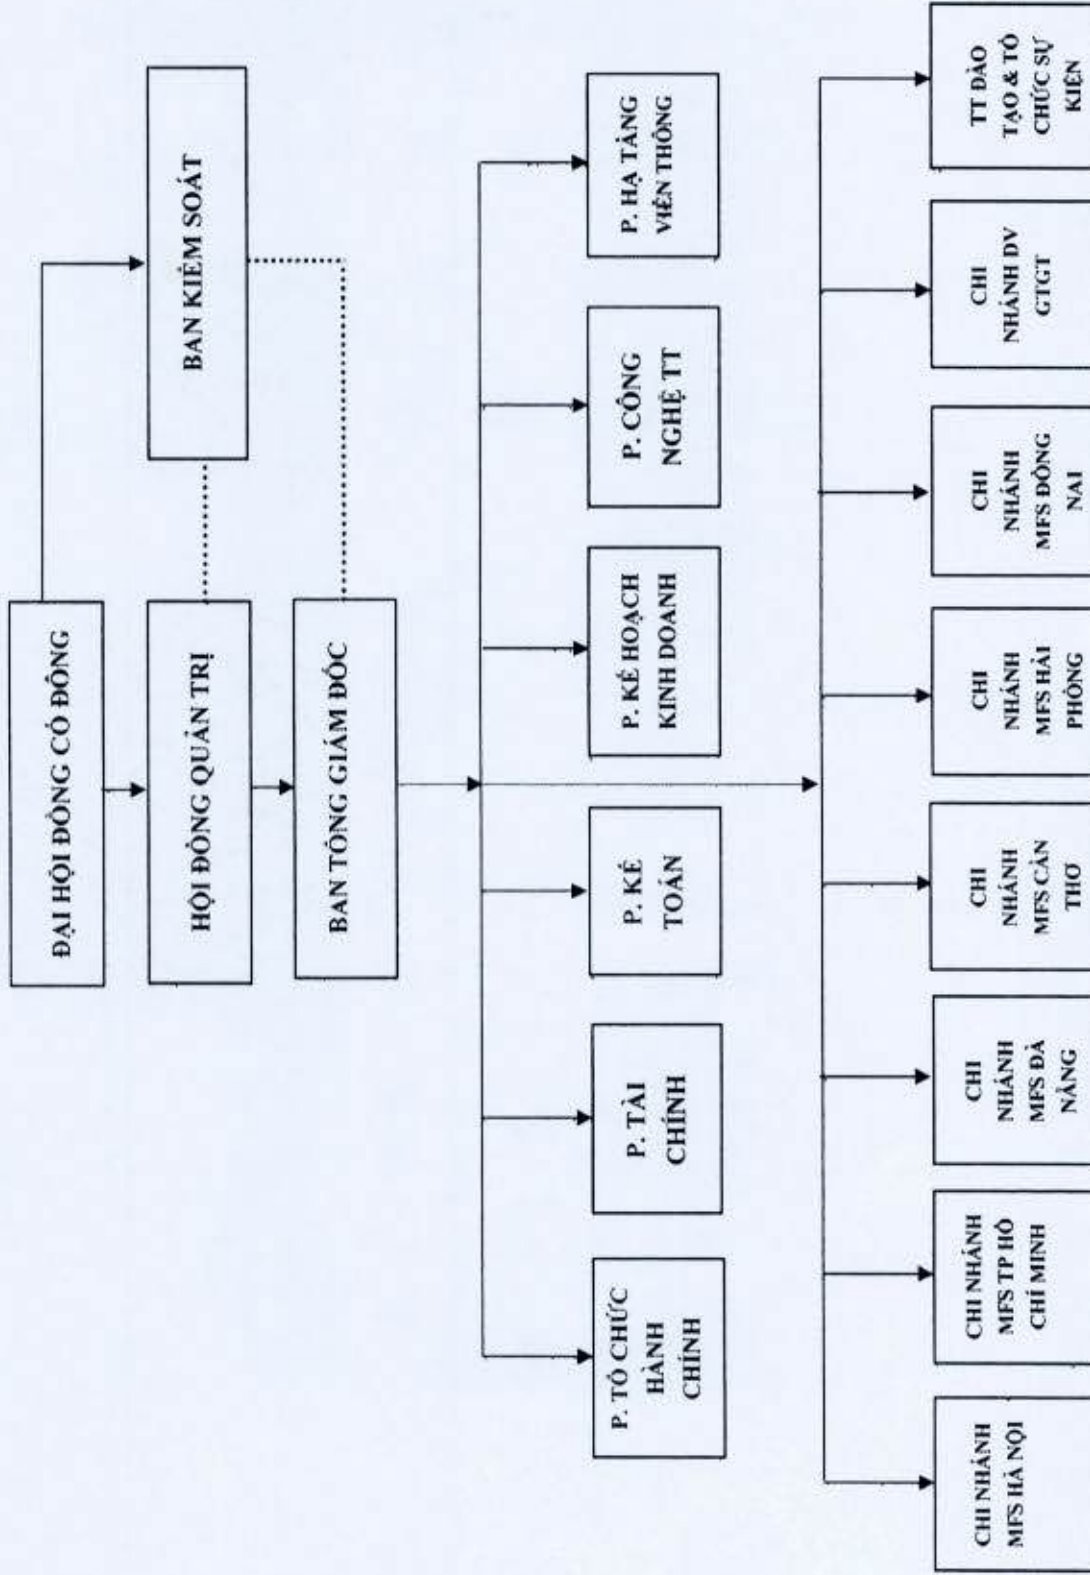 ĐẠI HỘI ĐỒNG CỔ ĐÔNG
HỘI ĐỒNG QUẢN TRỊ
BAN KIỂM SOÁT
BAN TỔNG GIÁM ĐỐC
P. TỔ CHỨC
HÀNH
CHÍNH
P. TÀI
CHÍNH
P. KẾ
TOÁN
P. KẾ HOẠCH
KINH DOANH
P. CÔNG
NGHỆ TT
P. HẠ TẦNG
VIỄN THÔNG
CHI NHÁNH
MFS HÀ NỘI
CHI NHÁNH
MFS TP HỒ
CHÍ MINH
CHI
NHÁNH
MFS ĐÀ
NẴNG
CHI
NHÁNH
MFS CẦN
THƠ
CHI
NHÁNH
MFS HẢI
PHÒNG
CHI
NHÁNH
MFS ĐỒNG
NAI
CHI
NHÁNH DV
GTGT
TT ĐÀO
TẠO & TỔ
CHỨC SỰ
KIỆN